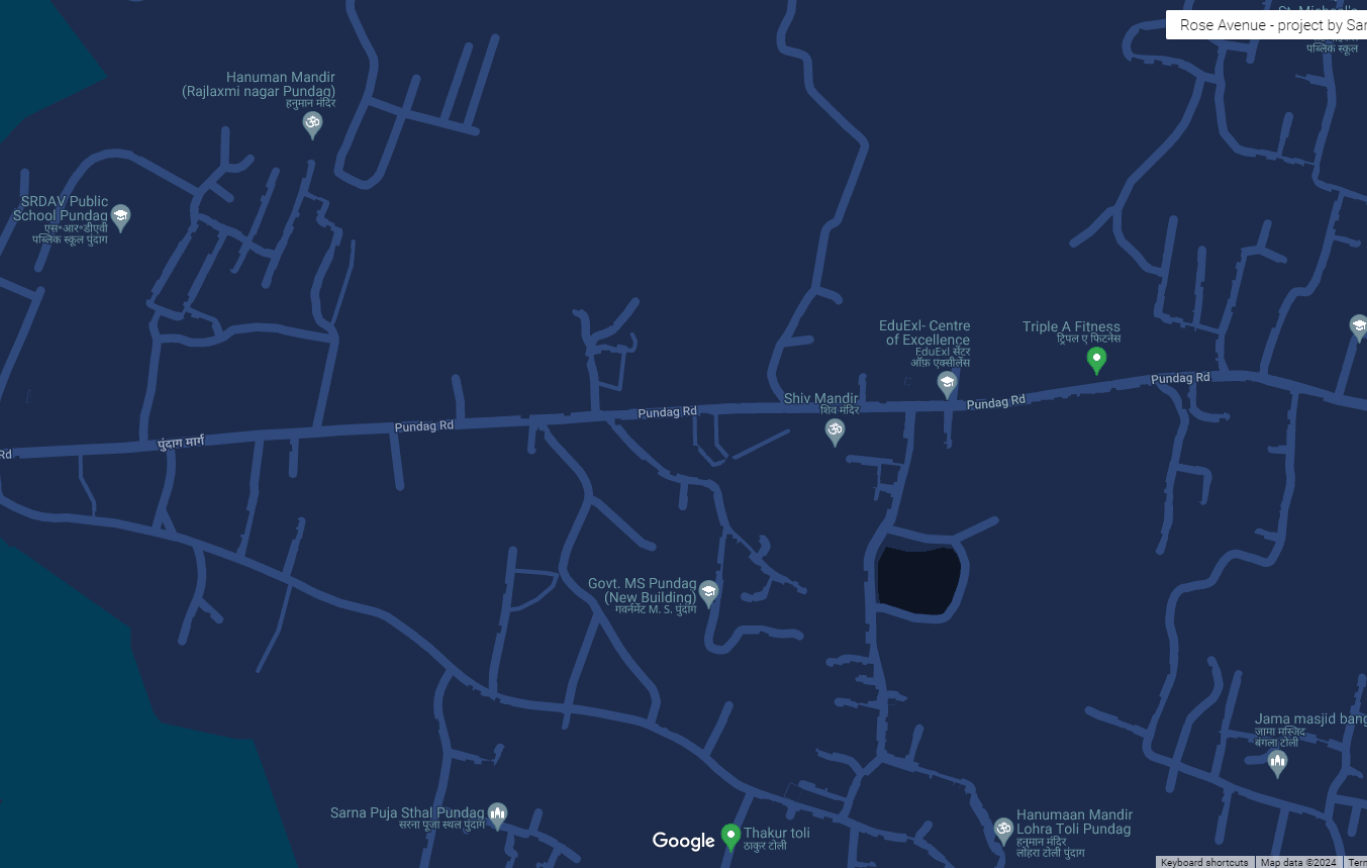 St. Michael's
Rose Avenue - project by Sar
पब्लिक स्कूल
Hanuman Mandir
(Rajlaxmi nagar Pundag)
हनुमान मंदिर
SRDAV Public
School Pundag
एस॰आर॰डीएवी
पब्लिक स्कूल पुंदाग
EduExl- Centre
of Excellence
EduExl सेंटर
ऑफ़ एक्सीलेंस
Triple A Fitness
ट्रिपल ए फिटनेस
Pundag Rd
Shiv Mandir
शिव मंदिर
Pundag Rd
Pundag Rd
Pundag Rd
पुंदाग मार्ग
Rd
Govt. MS Pundag
(New Building)
गवर्नमेंट M. S. पुंदाग
Jama masjid bang
जामा मस्जिद
बंगला टोली
Sarna Puja Sthal Pundag
सरना पूजा स्थल पुंदाग
Google
Thakur toli
ठाकुर टोली
Hanumaan Mandir
Lohra Toli Pundag
हनुमान मंदिर
लोहरा टोली पुंदाग
Keyboard shortcuts
Map data ©2024
Tern